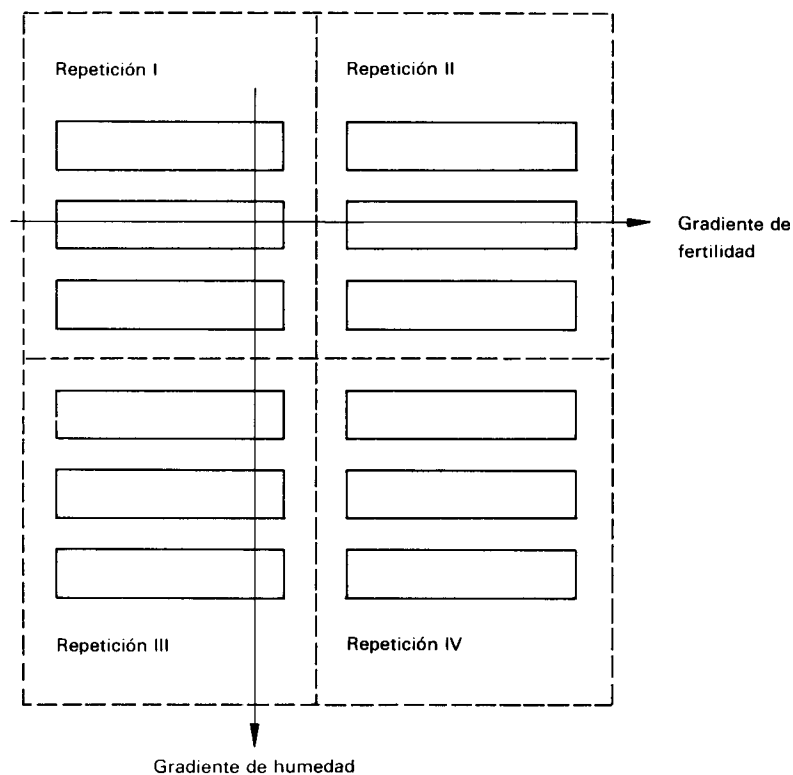 Repetición I
Repetición II
Gradiente de
fertilidad
Repetición III
Repetición IV
Gradiente de humedad